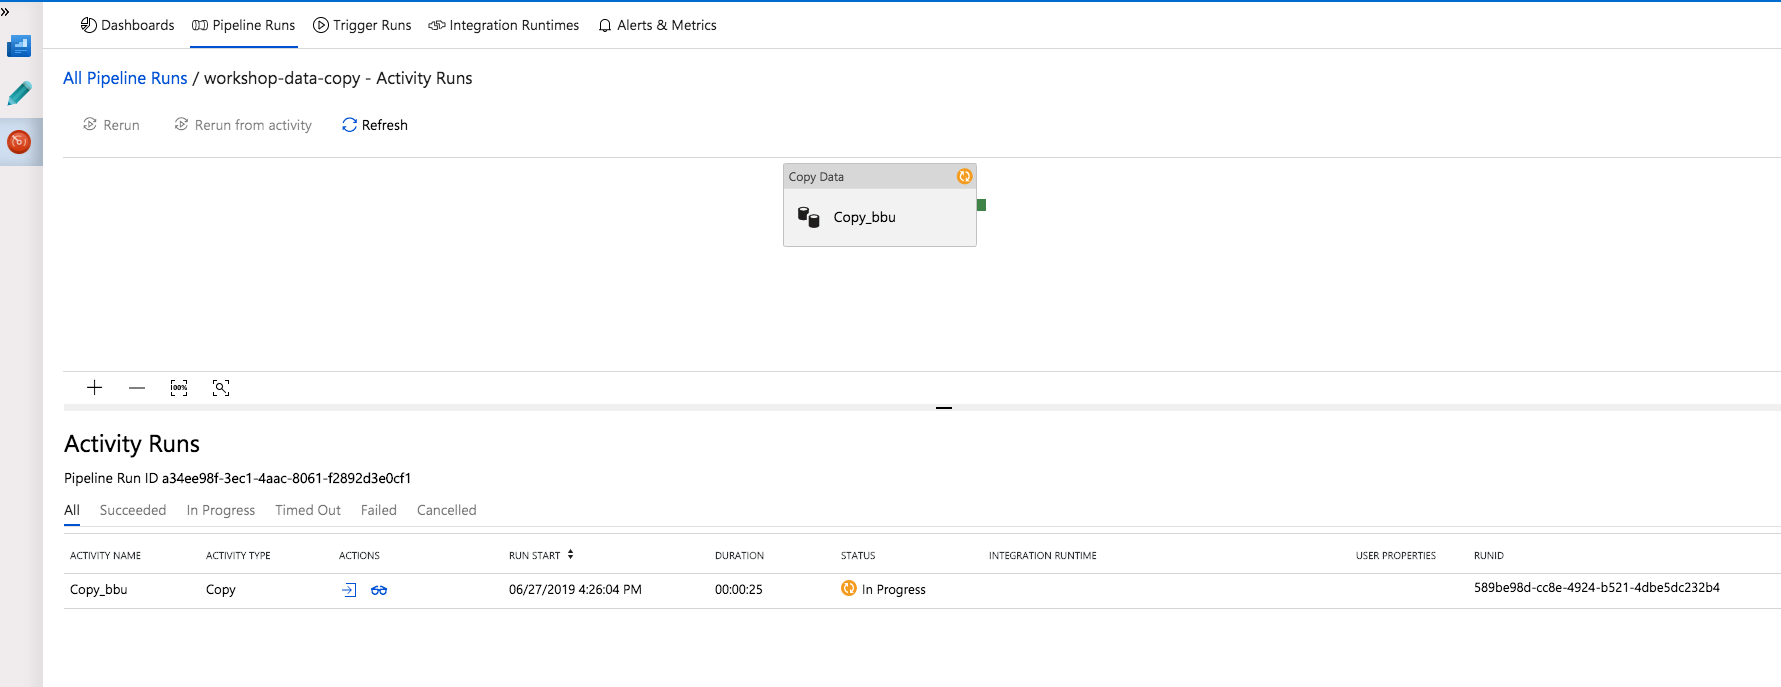 »
Dashboards Pipeline Runs Trigger Runs Integration Runtimes Alerts & Metrics
All Pipeline Runs / workshop-data-copy - Activity Runs
Rerun Rerun from activity Refresh
Copy Data
Copy_bbu
100%
Activity Runs
Pipeline Run ID a34ee98f-3ec1-4aac-8061-f2892d3e0cf1
All Succeeded In Progress Timed Out Failed Cancelled
ACTIVITY NAME ACTIVITY TYPE ACTIONS RUN START DURATION STATUS INTEGRATION RUNTIME USER PROPERTIES RUNID
Copy_bbu Copy 06/27/2019 4:26:04 PM 00:00:25 In Progress 589be98d-cc8e-4924-b521-4dbe5dc232b4